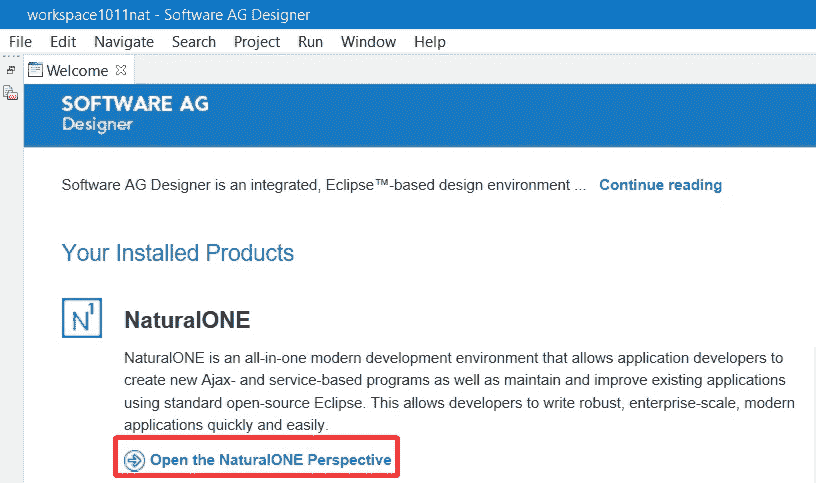 workspace1011nat - Software AG Designer
File Edit Navigate Search Project Run Window Help
Welcome
SOFTWARE AG
Designer
Software AG Designer is an integrated, Eclipse™-based design environment ... Continue reading
Your Installed Products
N1
NaturalONE
NaturalONE is an all-in-one modern development environment that allows application developers to
create new Ajax- and service-based programs as well as maintain and improve existing applications
using standard open-source Eclipse. This allows developers to write robust, enterprise-scale, modern
applications quickly and easily.
Open the NaturalONE Perspective